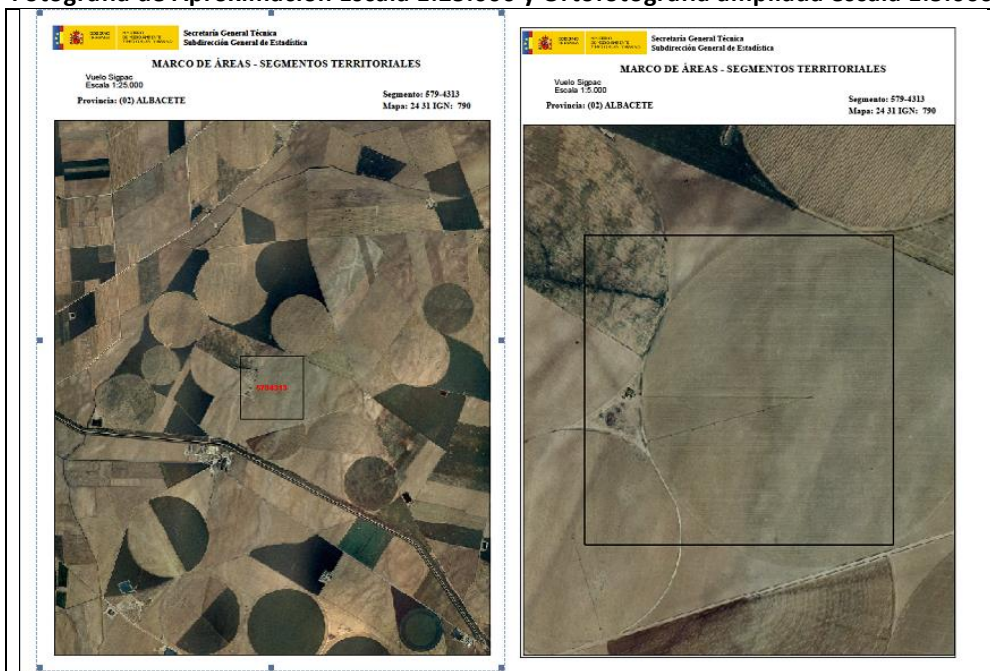 Fotografía de Aproximación Escala 1:25.000 y Ortofotografía ampliada escala 1:5.000
Secretaría General Técnica
Subdirección General de Estadística
MARCO DE ÁREAS - SEGMENTOS TERRITORIALES
Vuelo Sigpac
Escala 1:25.000
Provincia: (02) ALBACETE
Segmento: 579-4313
Mapa: 24 31 IGN: 790
5794313
Secretaría General Técnica
Subdirección General de Estadística
MARCO DE ÁREAS - SEGMENTOS TERRITORIALES
Vuelo Sigpac
Escala 1:5.000
Provincia: (02) ALBACETE
Segmento: 579-4313
Mapa: 24 31 IGN: 790